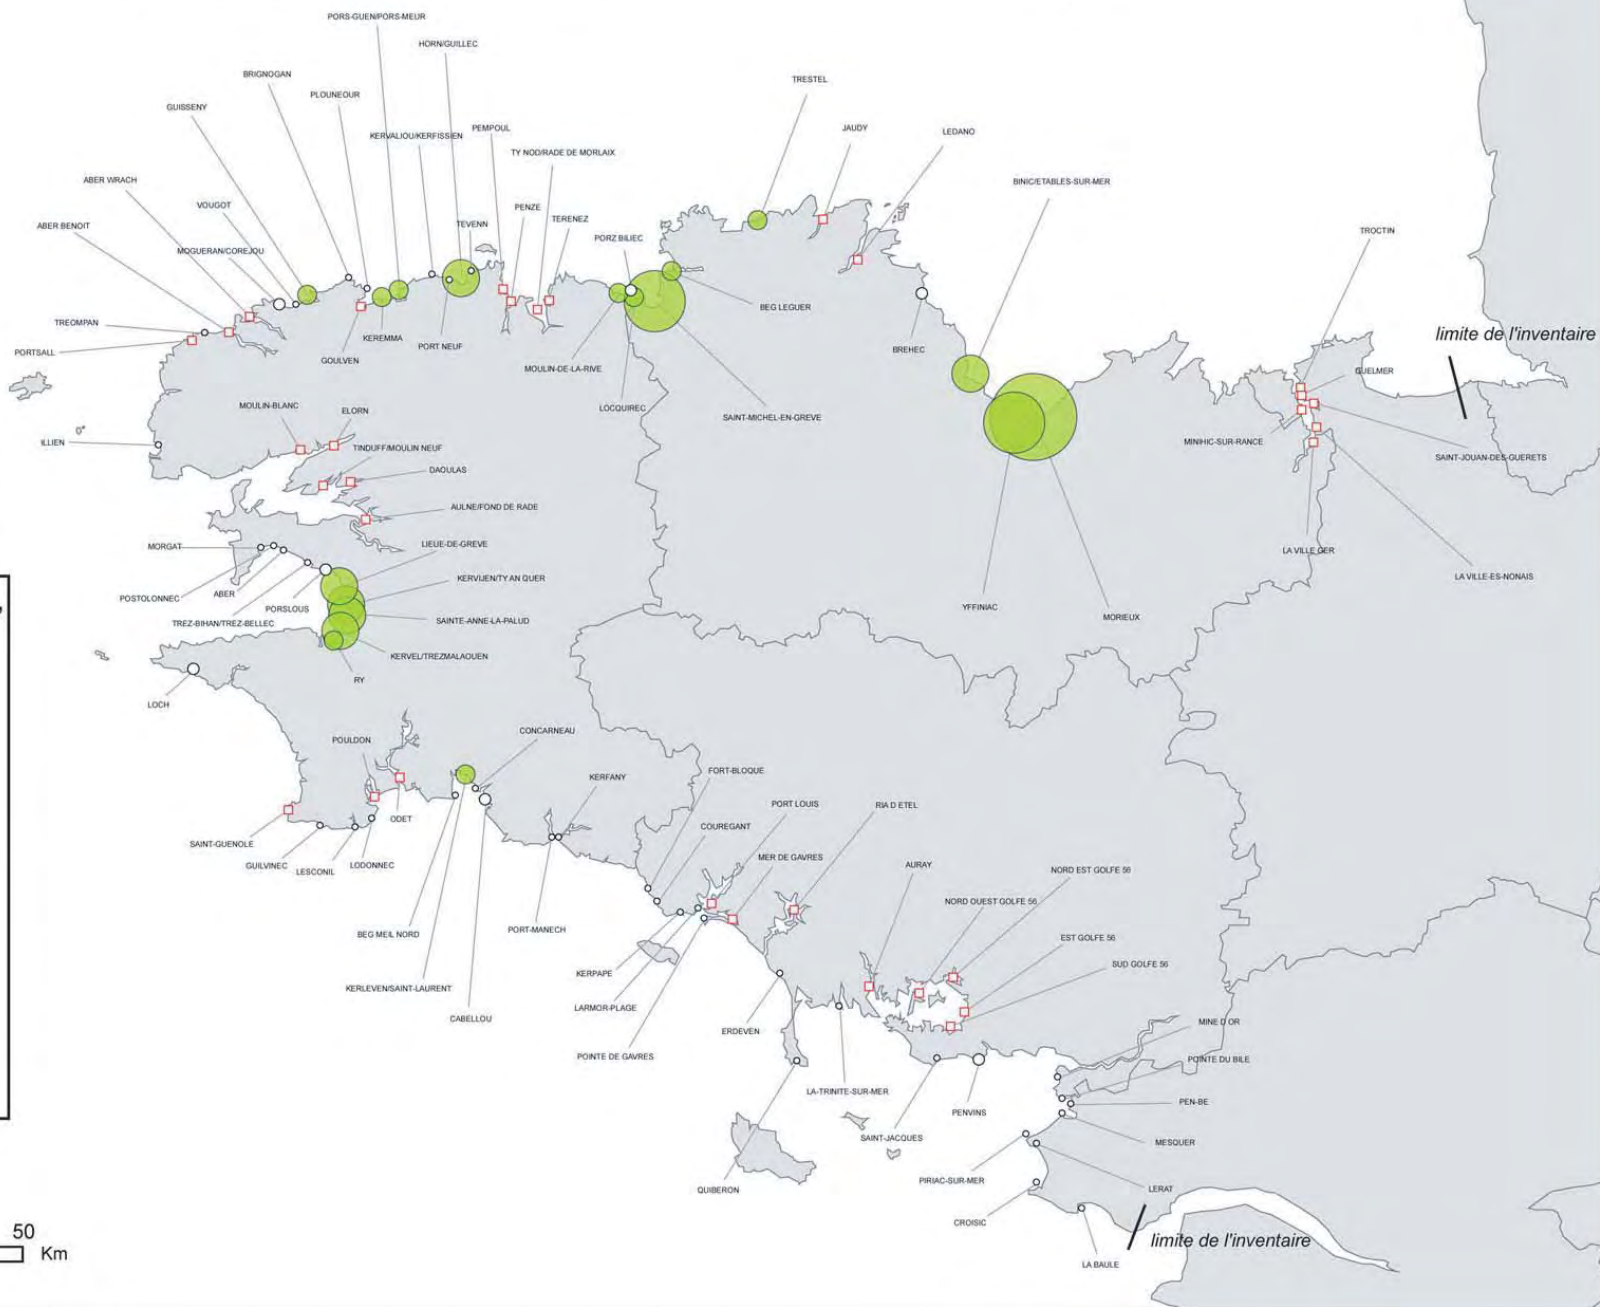 PORS-GUEN/PORS-MEUR
HORN/GUILLEC
BRIGNOGAN
TRESTEL
PLOUNEOUR
GUISSENY
PEMPOUL
JAUDY
LEDANO
KERVALIOU/KERFISSIEN
TY NOD/RADE DE MORLAIX
ABER WRACH
BINIC/ETABLES-SUR-MER
VOUGOT
PENZE
TERENEZ
ABER BENOIT
TEVENN
TROCTIN
PORZ BILIEC
MOGUERAN/COREJOU
BEG LEGUER
TREOMPAN
limite de l'inventaire
KEREMMA
PORT NEUF
BREHEC
PORTSALL
GOULVEN
MOULIN-DE-LA-RIVE
GUELMER
MOULIN-BLANC
ELORN
LOCQUIREC
SAINT-MICHEL-EN-GREVE
ILLIEN
MINIHIC-SUR-RANCE
TINDUFF/MOULIN NEUF
SAINT-JOUAN-DES-GUERETS
DAOULAS
AULNE/FOND DE RADE
MORGAT
LIEUE-DE-GREVE
LA VILLE GER
KERVIJEN/TY AN QUER
LA VILLE-ES-NONAIS
POSTOLONNEC
ABER
PORSLOUS
YFFINIAC
MORIEUX
TREZ-BIHAN/TREZ-BELLEC
SAINTE-ANNE-LA-PALUD
KERVEL/TREZMALAOUEN
RY
LOCH
CONCARNEAU
POULDON
FORT-BLOQUE
KERFANY
PORT LOUIS
RIA D ETEL
ODET
COUREGANT
SAINT-GUENOLE
MER DE GAVRES
GUILVINEC
LESCONIL
LODONNEC
AURAY
NORD EST GOLFE 56
NORD OUEST GOLFE 56
BEG MEIL NORD
PORT-MANECH
EST GOLFE 56
SUD GOLFE 56
KERPAPE
KERLEVEN/SAINT-LAURENT
LARMOR-PLAGE
CABELLOU
ERDEVEN
MINE D OR
POINTE DE GAVRES
POINTE DU BILE
LA-TRINITE-SUR-MER
PEN-BE
PENVINS
SAINT-JACQUES
MESQUER
PIRIAC-SUR-MER
QUIBERON
LERAT
CROISIC
50
Km
limite de l'inventaire
LA BAULE